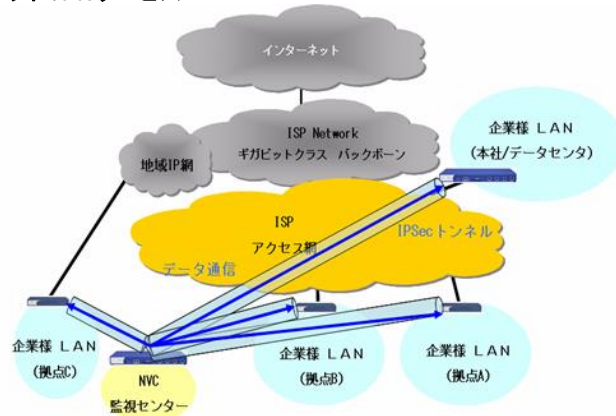 インターネット
ISP Network
ギガビットクラス バックボーン
地域IP網
企業様 LAN
(本社/データセンタ)
ISP
アクセス網
IPSecトンネル
データ通信
企業様 LAN
(拠点C)
NVC
監視センター
企業様 LAN
(拠点B)
企業様 LAN
(拠点A)